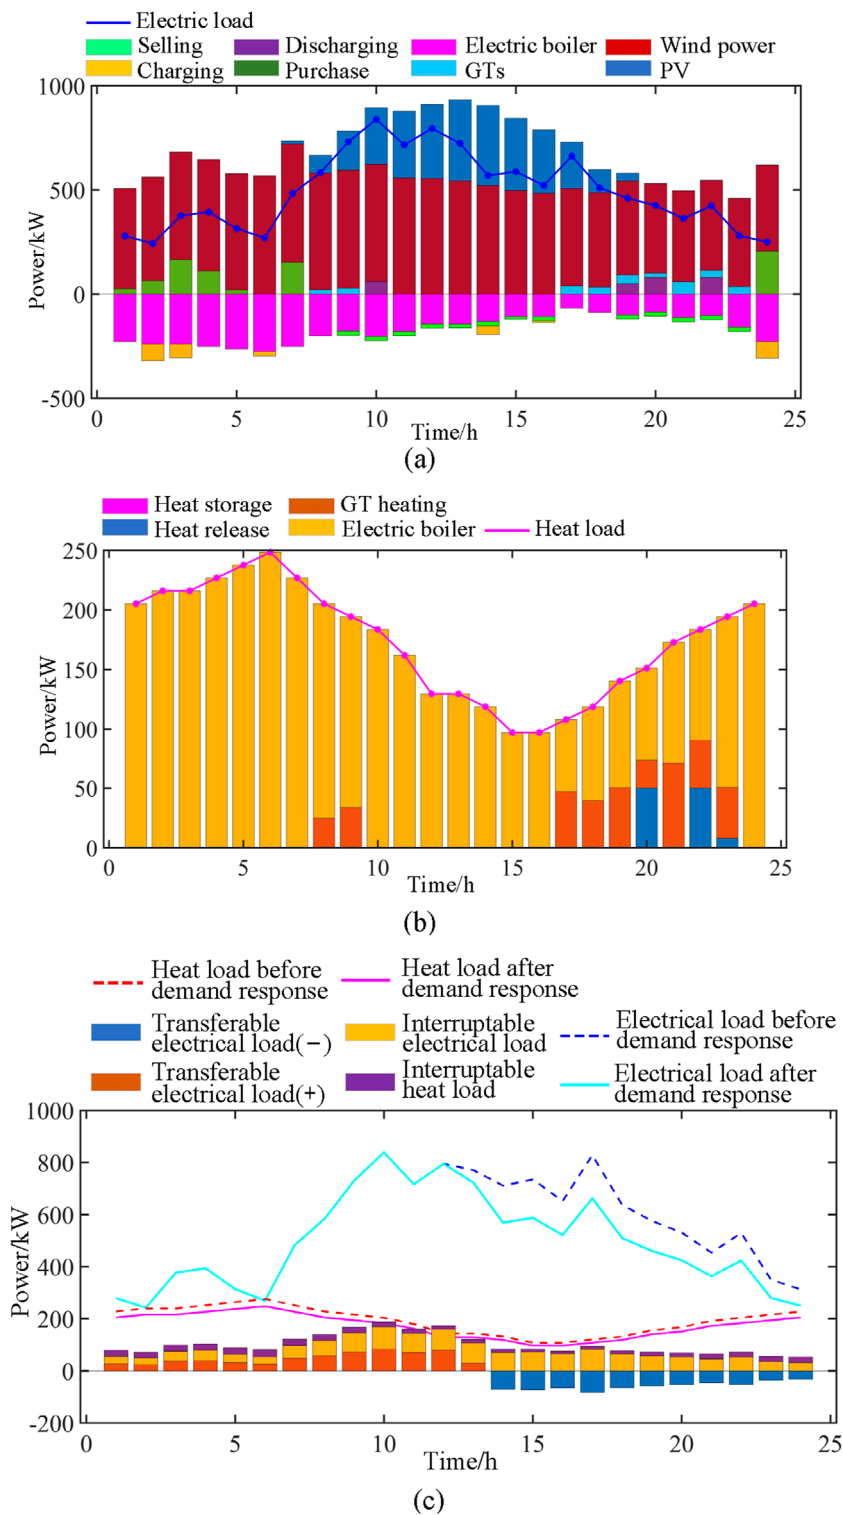 Electric load
Selling Discharging Electric boiler Wind power
Charging Purchase GTs PV
1000
500
0
-500
Power/kW
0 5 10 15 20 25
Time/h
(a)
Heat storage GT heating
Heat release Electric boiler Heat load
250
200
150
100
50
0
Power/kW
0 5 10 15 20 25
Time/h
(b)
Heat load before demand response
Heat load after demand response
Transferable electrical load(−)
Interruptable electrical load
Electrical load before demand response
Transferable electrical load(+)
Interruptable heat load
Electrical load after demand response
1000
800
600
400
200
0
-200
Power/kW
0 5 10 15 20 25
Time/h
(c)